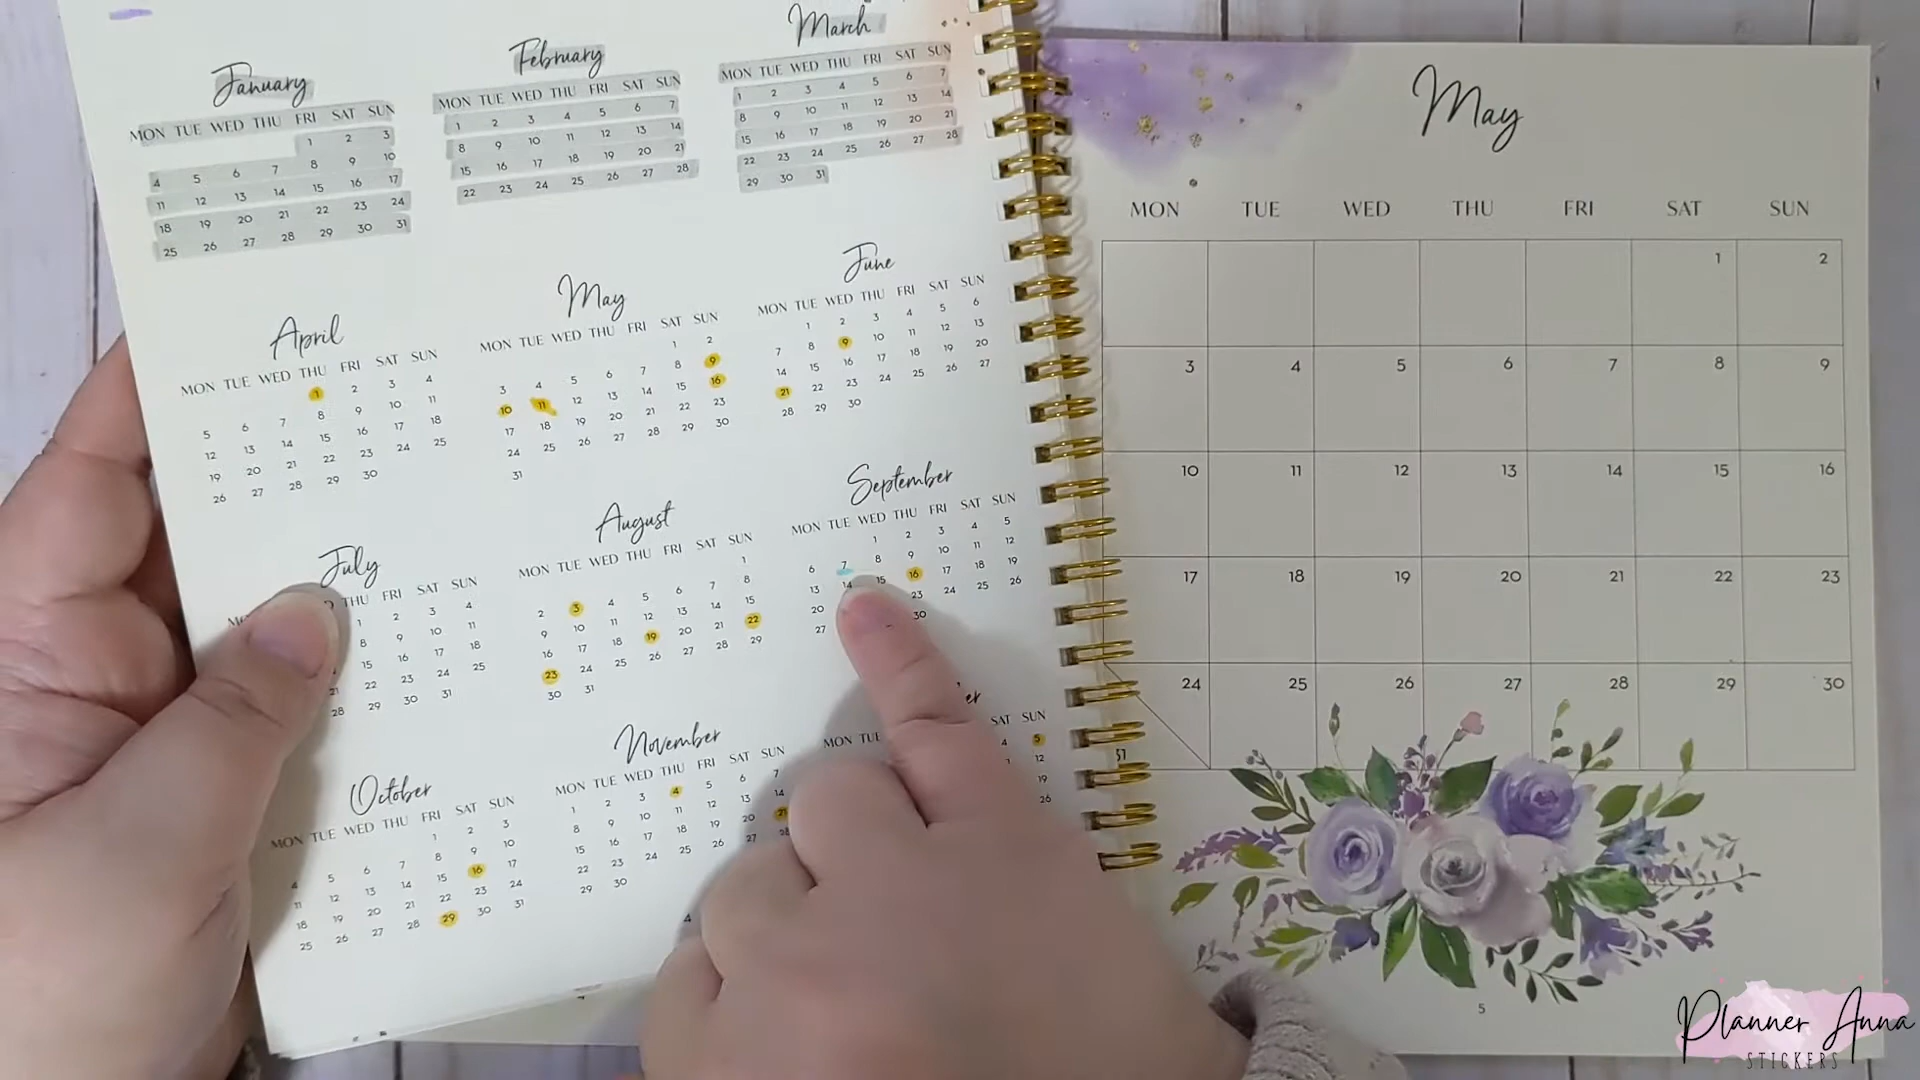 January
MON TUE WED THU FRI SAT SUN
1 2 3
4 5 6 7 8 9 10
11 12 13 14 15 16 17
18 19 20 21 22 23 24
25 26 27 28 29 30 31
February
MON TUE WED THU FRI SAT SUN
1 2 3 4 5 6 7
8 9 10 11 12 13 14
15 16 17 18 19 20 21
22 23 24 25 26 27 28
March
MON TUE WED THU FRI SAT SUN
1 2 3 4 5 6 7
8 9 10 11 12 13 14
15 16 17 18 19 20 21
22 23 24 25 26 27 28
29 30 31
April
MON TUE WED THU FRI SAT SUN
1 2 3 4
5 6 7 8 9 10 11
12 13 14 15 16 17 18
19 20 21 22 23 24 25
26 27 28 29 30
May
MON TUE WED THU FRI SAT SUN
1 2
3 4 5 6 7 8 9
10 11 12 13 14 15 16
17 18 19 20 21 22 23
24 25 26 27 28 29 30
31
June
MON TUE WED THU FRI SAT SUN
1 2 3 4 5 6
7 8 9 10 11 12 13
14 15 16 17 18 19 20
21 22 23 24 25 26 27
28 29 30
July
THU FRI SAT SUN
1 2 3 4
8 9 10 11
15 16 17 18
21 22 23 24 25
28 29 30 31
August
MON TUE WED THU FRI SAT SUN
1
2 3 4 5 6 7 8
9 10 11 12 13 14 15
16 17 18 19 20 21 22
23 24 25 26 27 28 29
30 31
September
MON TUE WED THU FRI SAT SUN
1 2 3 4 5
6 7 8 9 10 11 12
13 14 15 16 17 18 19
20 23 24 25 26
27 30
October
MON TUE WED THU FRI SAT SUN
1 2 3
4 5 6 7 8 9 10
11 12 13 14 15 16 17
18 19 20 21 22 23 24
25 26 27 28 29 30 31
November
MON TUE WED THU FRI SAT SUN
1 2 3 4 5 6 7
8 9 10 11 12 13 14
15 16 17 18 19 20 21
22 23 24 25 26 27 28
29 30
MON TUE SAT SUN
4 5
12
19
26
May
MON TUE WED THU FRI SAT SUN
1 2
3 4 5 6 7 8 9
10 11 12 13 14 15 16
17 18 19 20 21 22 23
24 25 26 27 28 29 30
31
5
Planner Anna
STICKERS